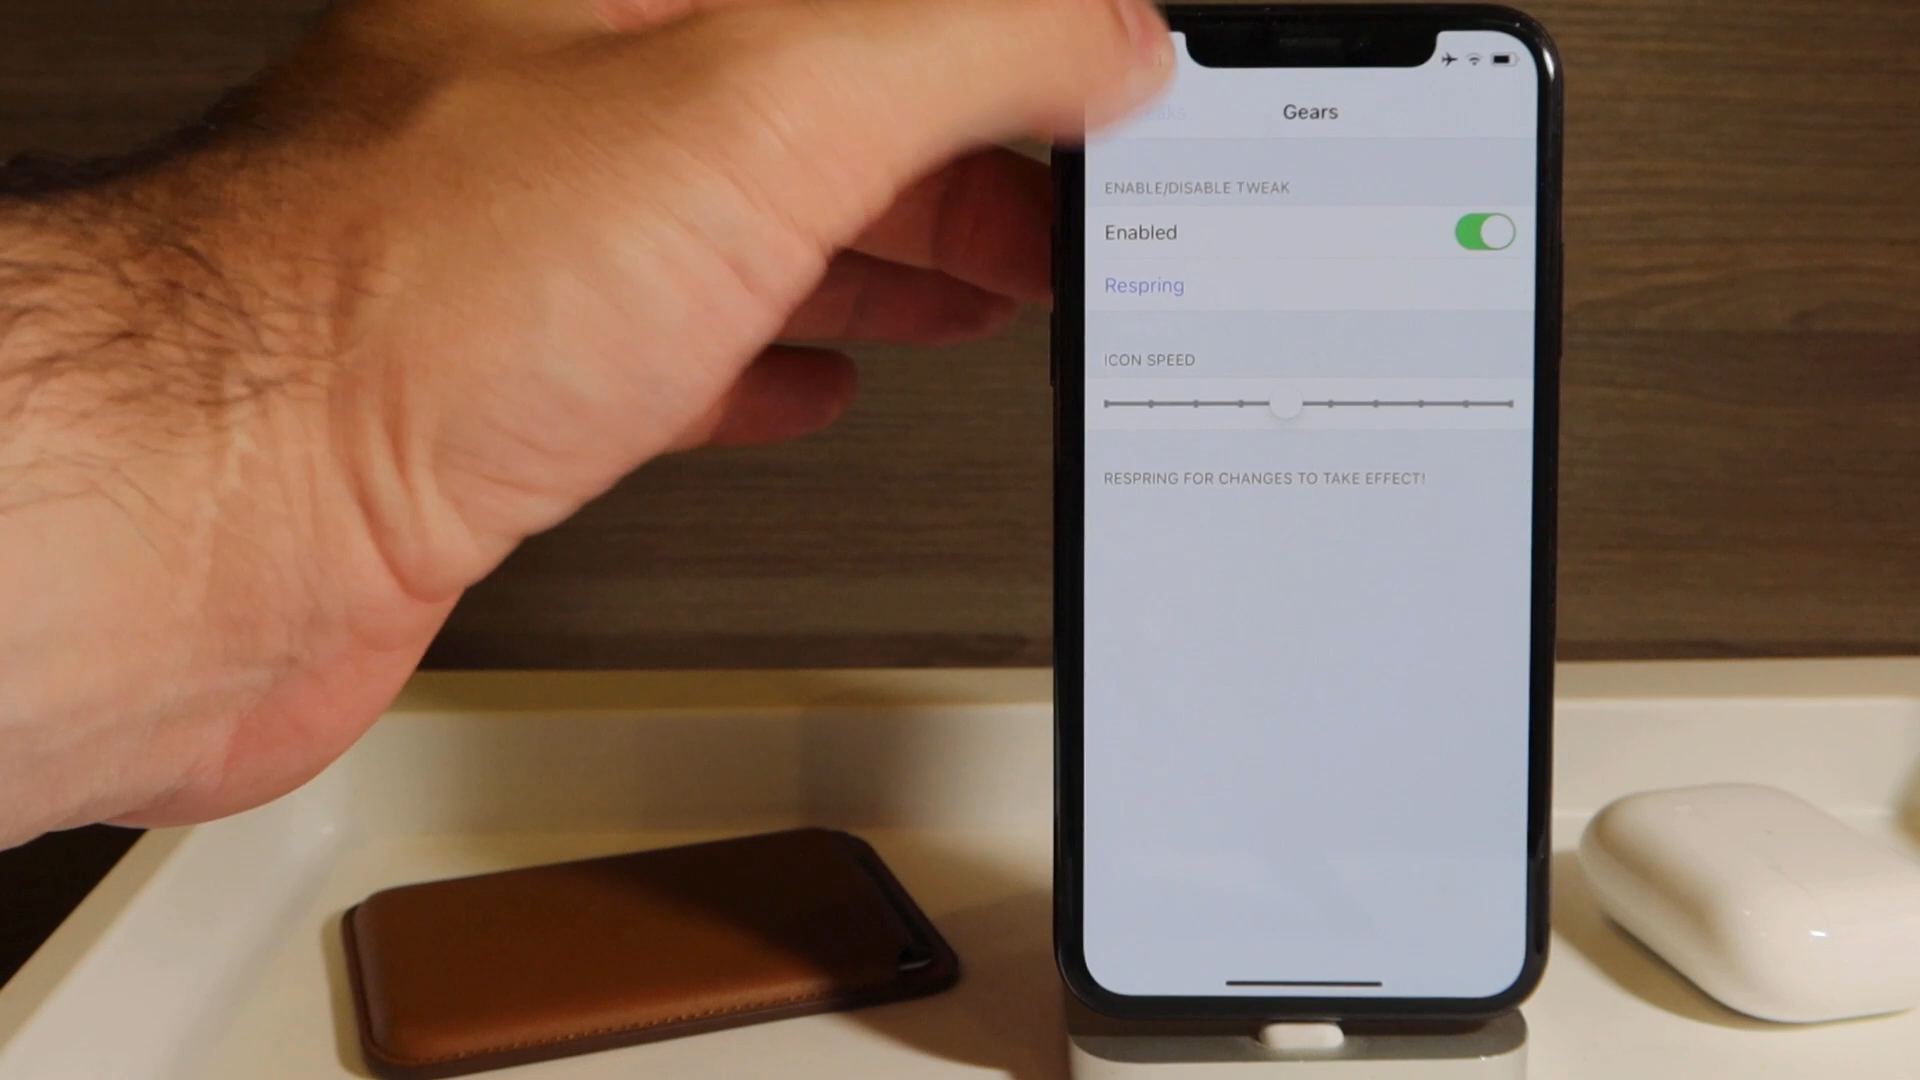 Gears
ENABLE/DISABLE TWEAK
Enabled
Respring
ICON SPEED
RESPRING FOR CHANGES TO TAKE EFFECT!